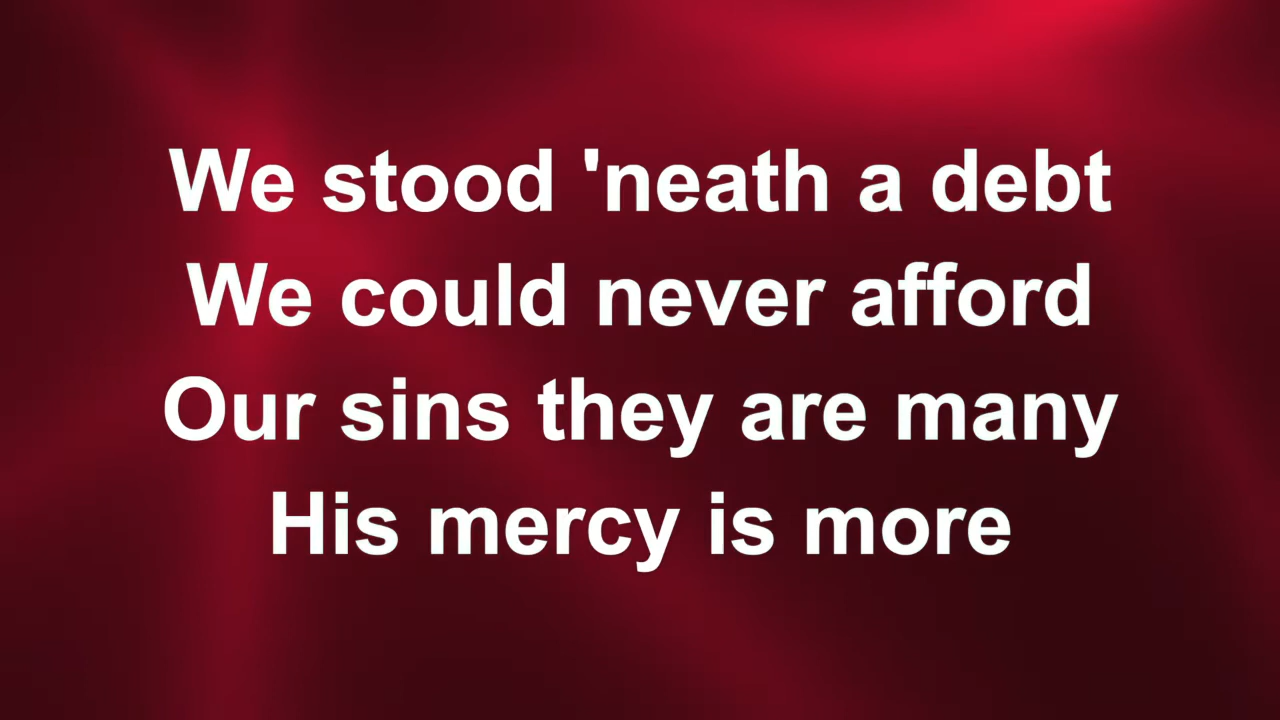 We stood 'neath a debt
We could never afford
Our sins they are many
His mercy is more